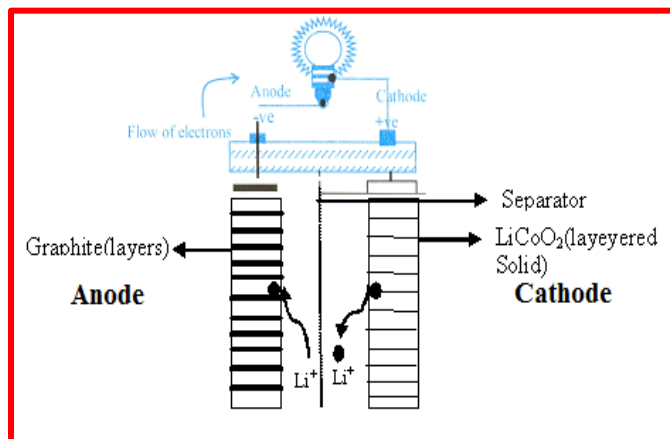 Anode
Cathode
-ve
+ve
Flow of electrons
Separator
Graphite(layers)
LiCoO₂(layeyered
Solid)
Anode
Cathode
Li⁺
Li⁺